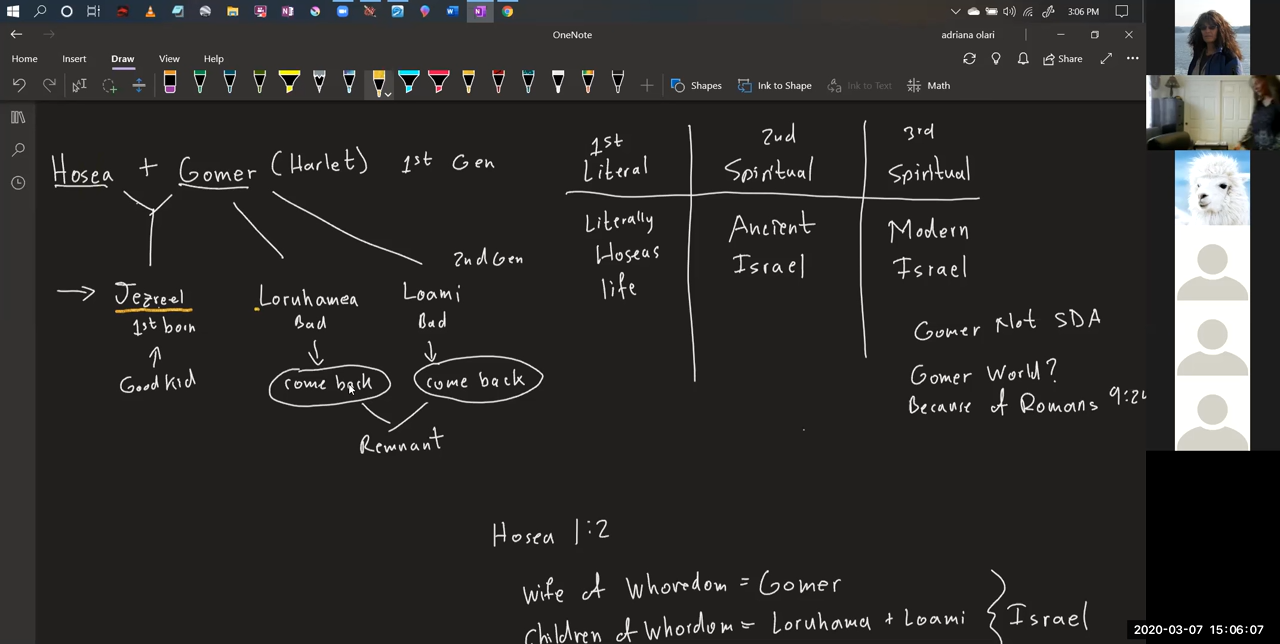 3:06 PM
OneNote
adriana olari
Home Insert Draw View Help
Share
Shapes Ink to Shape Ink to Text Math
Hosea + Gomer (Harlet) 1st Gen
2nd Gen
Jezreel Loruhamea Loami
1st born Bad Bad
Good kid come back come back
Remnant
1st 2nd 3rd
Literal Spiritual Spiritual
Literally Ancient Modern
Hoseas Israel Israel
life
Gomer Not SDA
Gomer World?
Because of Romans 9:24
Hosea 1:2
wife of whoredom = Gomer
Children of Whordom = Loruhama + Loami } Israel
2020-03-07 15:06:07